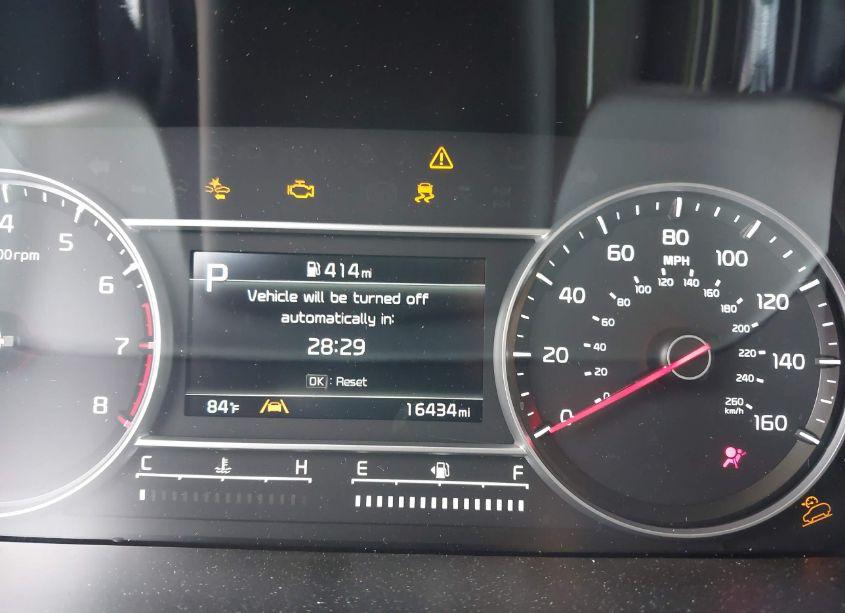 4
5
00rpm
6
7
8
P
414mi
Vehicle will be turned off
automatically in:
28:29
OK : Reset
84°F
16434mi
C H
E F
0
20
40
60
80
100
120
140
160
MPH
0
20
40
60
80
100
120
140
160
180
200
220
240
260
km/h